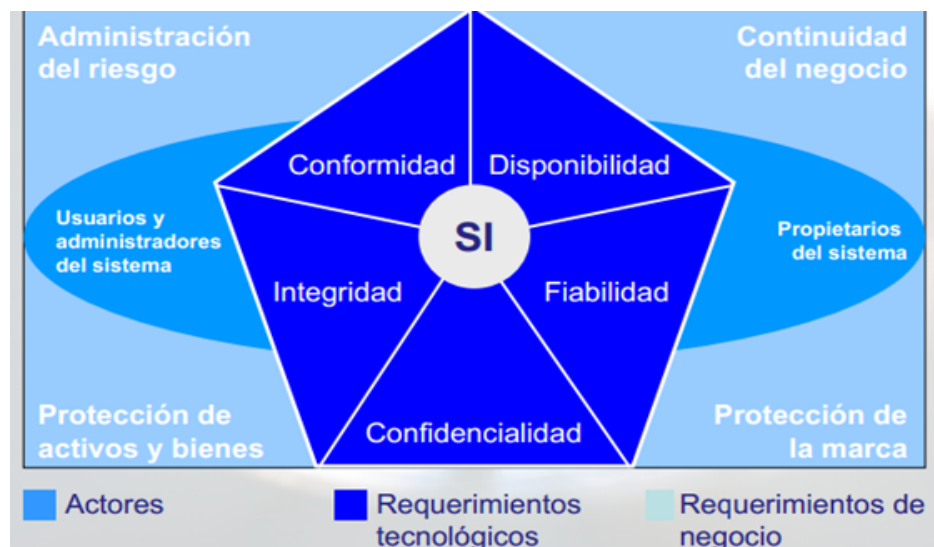 Administración
del riesgo
Continuidad
del negocio
Conformidad
Disponibilidad
Usuarios y
administradores
del sistema
SI
Propietarios
del sistema
Integridad
Fiabilidad
Confidencialidad
Protección de
activos y bienes
Protección de
la marca
Actores
Requerimientos
tecnológicos
Requerimientos de
negocio